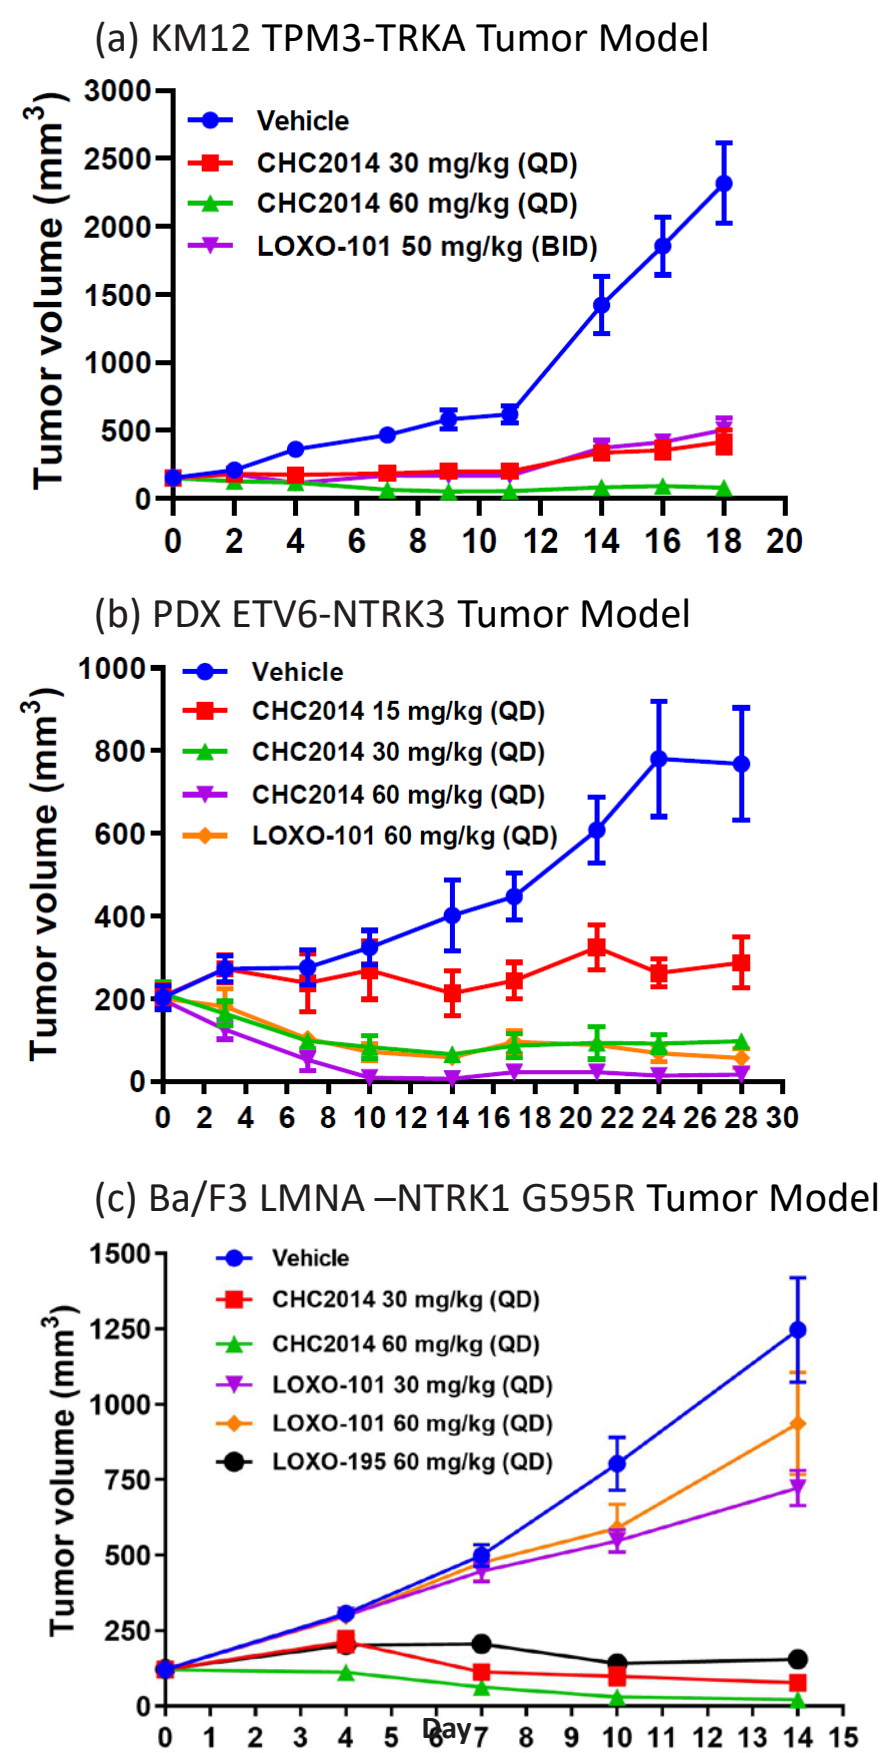 (a) KM12 TPM3-TRKA Tumor Model
Tumor volume (mm³)
3000
2500
2000
1500
1000
500
0
Vehicle
CHC2014 30 mg/kg (QD)
CHC2014 60 mg/kg (QD)
LOXO-101 50 mg/kg (BID)
0 2 4 6 8 10 12 14 16 18 20
(b) PDX ETV6-NTRK3 Tumor Model
Tumor volume (mm³)
1000
800
600
400
200
0
Vehicle
CHC2014 15 mg/kg (QD)
CHC2014 30 mg/kg (QD)
CHC2014 60 mg/kg (QD)
LOXO-101 60 mg/kg (QD)
0 2 4 6 8 10 12 14 16 18 20 22 24 26 28 30
(c) Ba/F3 LMNA –NTRK1 G595R Tumor Model
Tumor volume (mm³)
1500
1250
1000
750
500
250
0
Vehicle
CHC2014 30 mg/kg (QD)
CHC2014 60 mg/kg (QD)
LOXO-101 30 mg/kg (QD)
LOXO-101 60 mg/kg (QD)
LOXO-195 60 mg/kg (QD)
0 1 2 3 4 5 6 7 8 9 10 11 12 13 14 15
Day